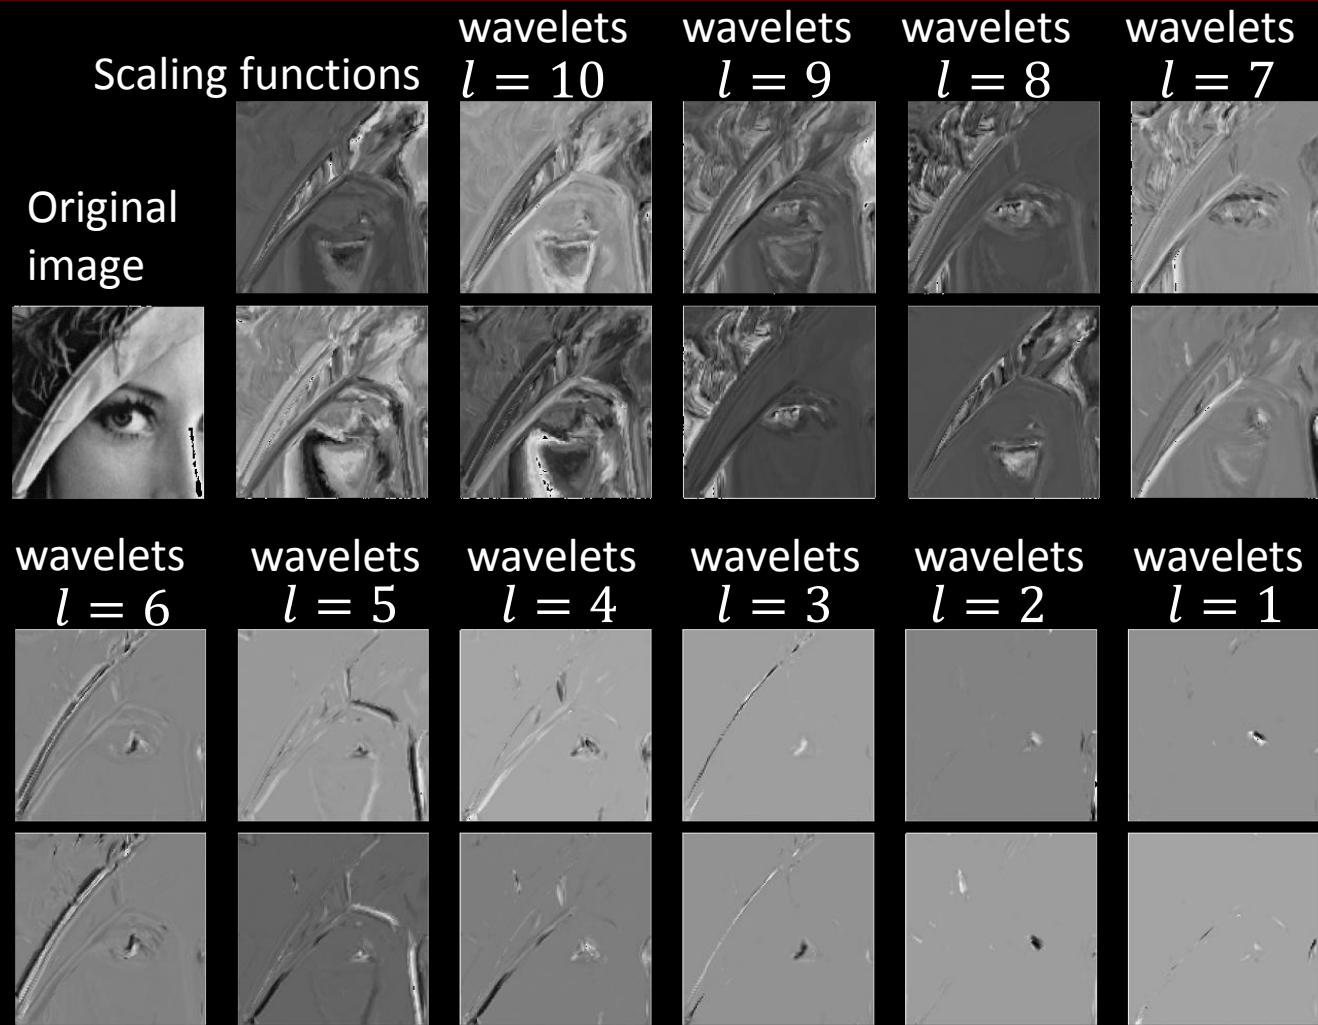 Scaling functions
wavelets
l = 10
wavelets
l = 9
wavelets
l = 8
wavelets
l = 7
Original
image
wavelets
l = 6
wavelets
l = 5
wavelets
l = 4
wavelets
l = 3
wavelets
l = 2
wavelets
l = 1